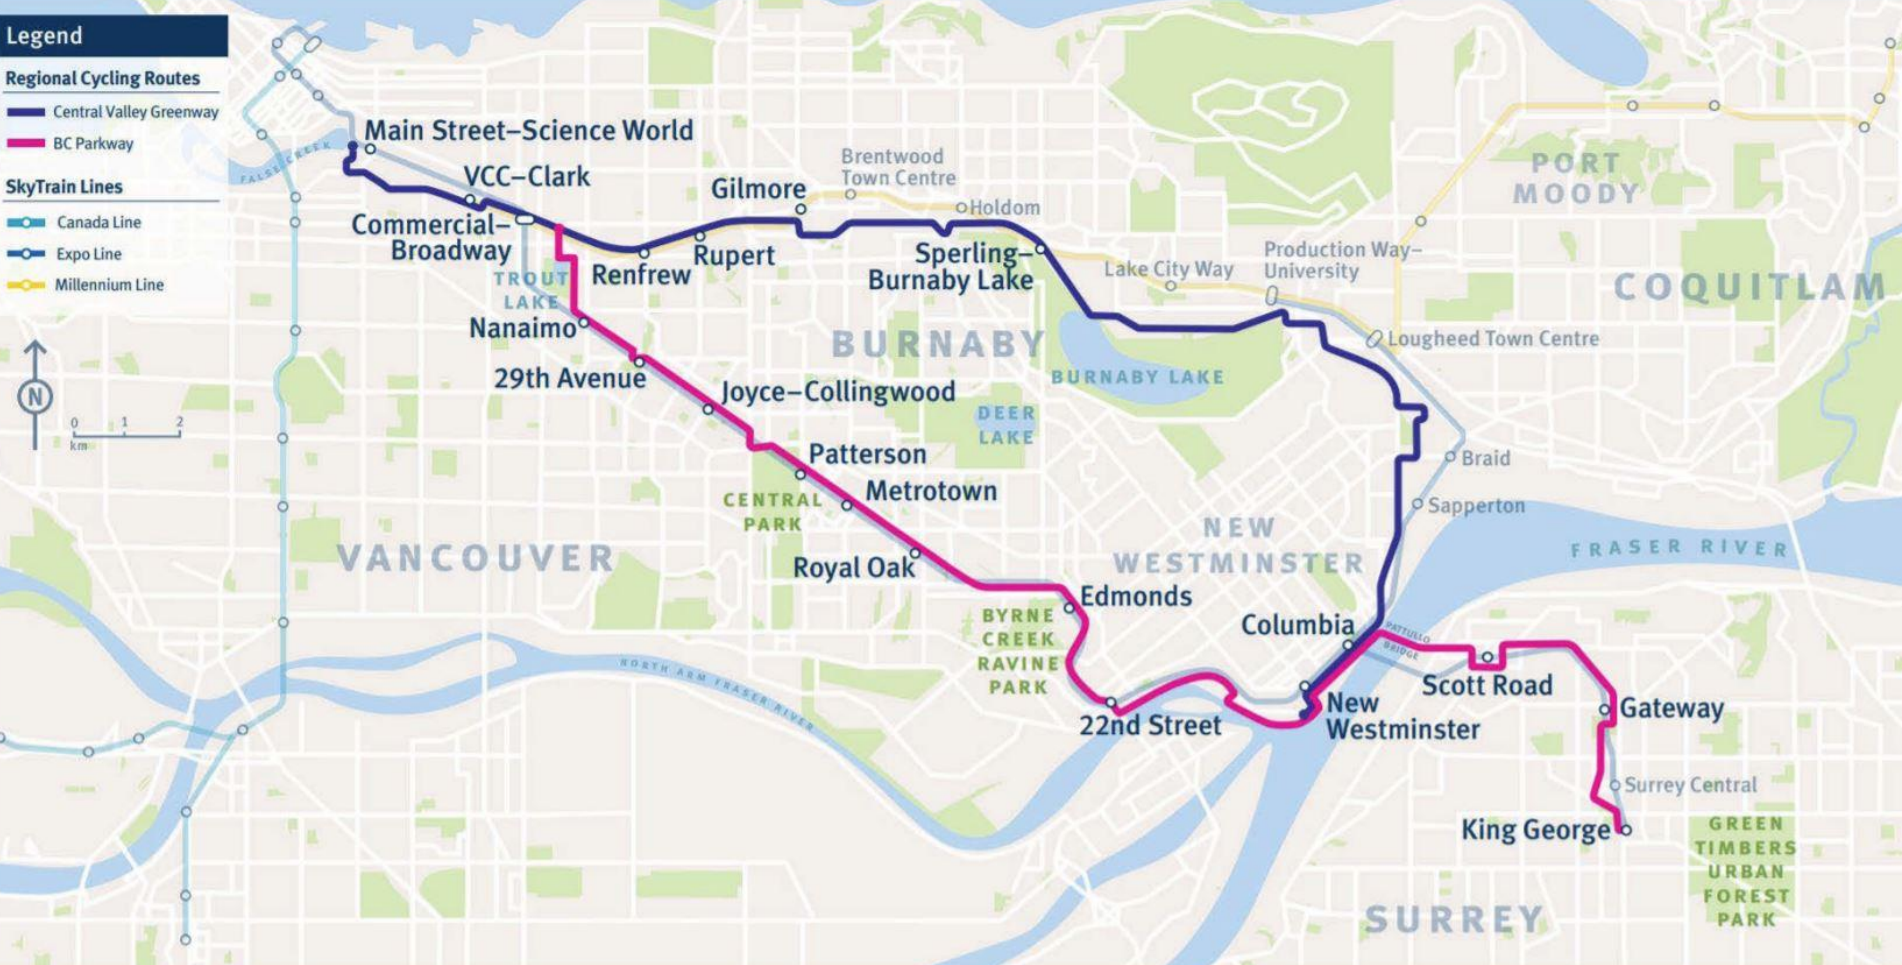 Legend
Regional Cycling Routes
Central Valley Greenway
BC Parkway
SkyTrain Lines
Canada Line
Expo Line
Millennium Line
N
0 1 2
km
FALSE CREEK
Main Street–Science World
VCC–Clark
Commercial–
Broadway
TROUT
LAKE
Renfrew
Rupert
Gilmore
Brentwood
Town Centre
Holdom
Sperling–
Burnaby Lake
Lake City Way
Production Way–
University
Lougheed Town Centre
PORT
MOODY
COQUITLAM
BURNABY
BURNABY LAKE
DEER
LAKE
Nanaimo
29th Avenue
Joyce–Collingwood
Patterson
Metrotown
CENTRAL
PARK
Royal Oak
VANCOUVER
NEW
WESTMINSTER
Braid
Sapperton
FRASER RIVER
Edmonds
BYRNE
CREEK
RAVINE
PARK
Columbia
PATTULLO
BRIDGE
NORTH ARM FRASER RIVER
22nd Street
New
Westminster
Scott Road
Gateway
Surrey Central
King George
GREEN
TIMBERS
URBAN
FOREST
PARK
SURREY